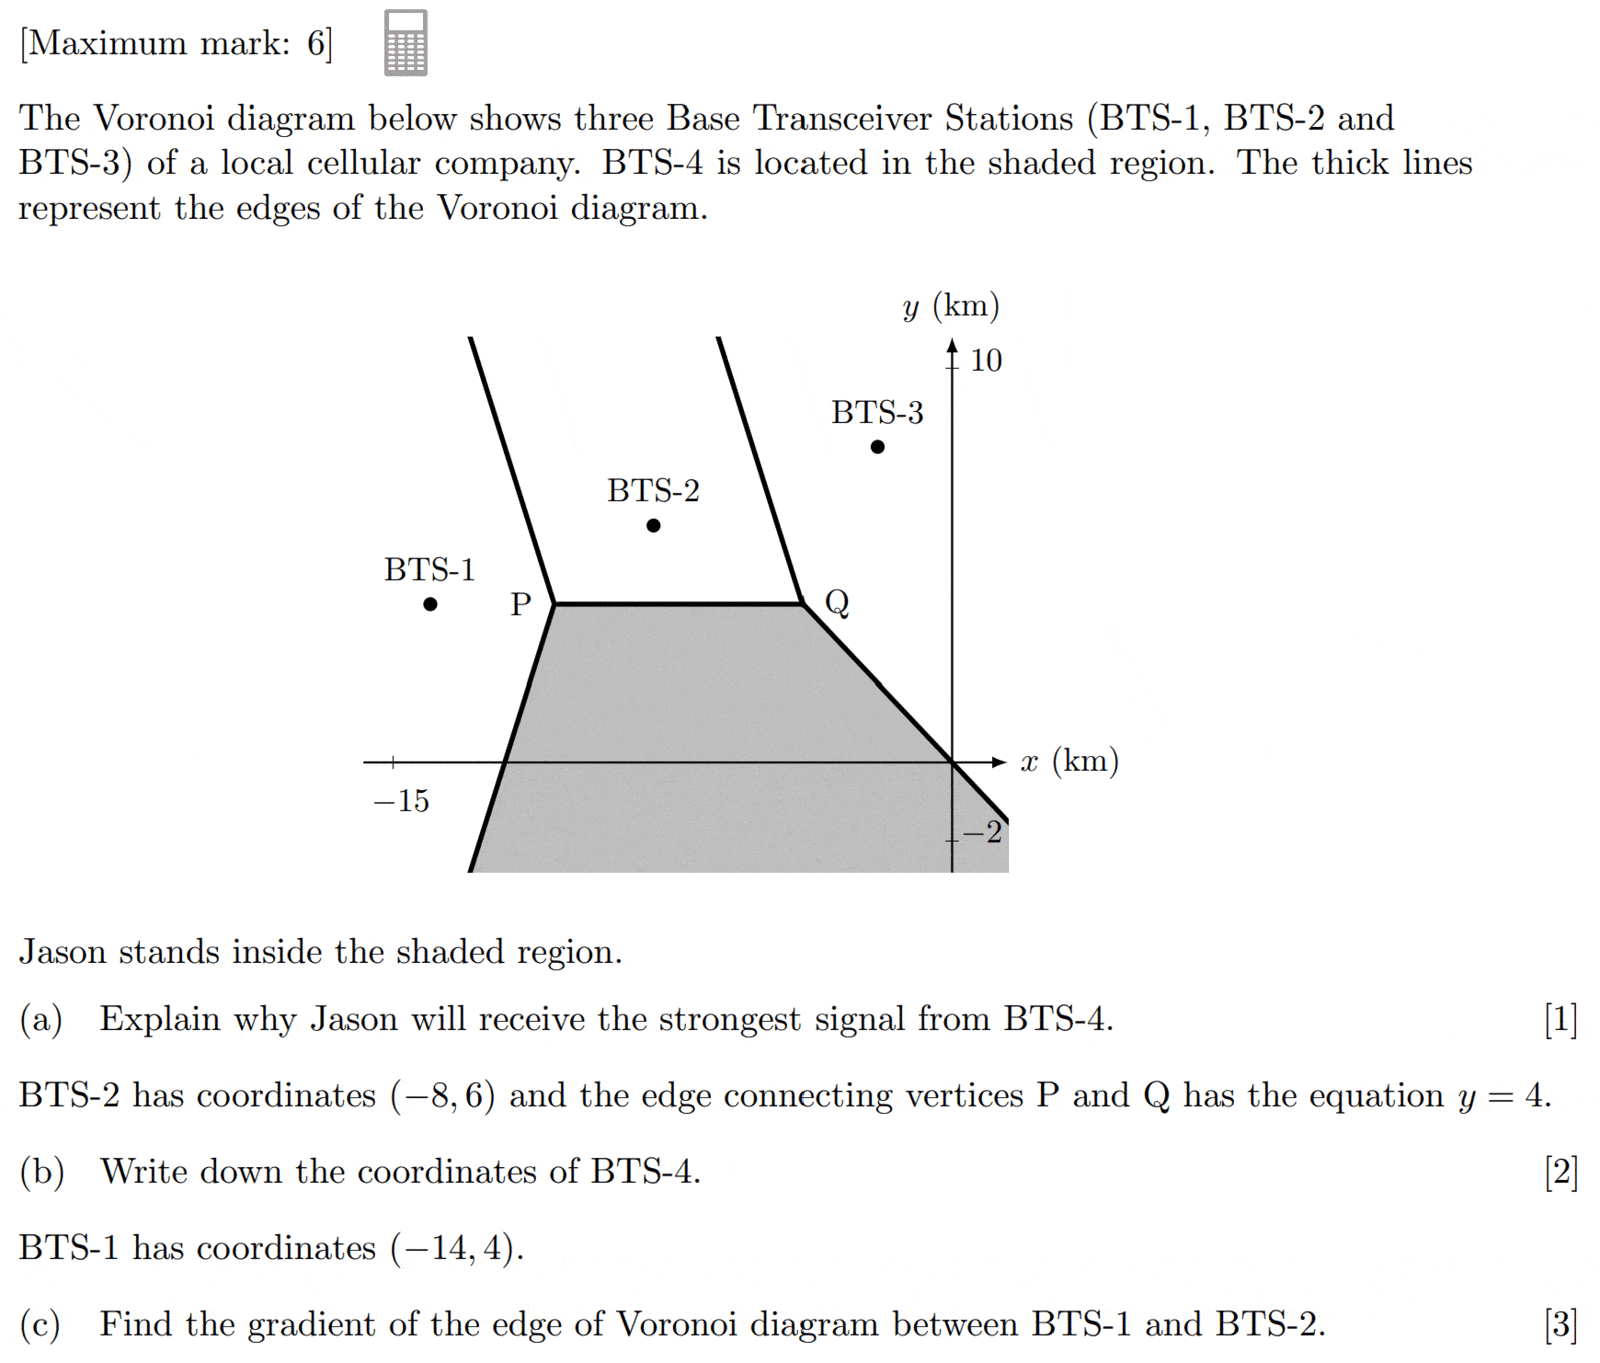 [Maximum mark: 6]
The Voronoi diagram below shows three Base Transceiver Stations (BTS-1, BTS-2 and
BTS-3) of a local cellular company. BTS-4 is located in the shaded region. The thick lines
represent the edges of the Voronoi diagram.
y (km)
10
BTS-3
BTS-2
BTS-1
P
Q
x (km)
−15
−2
Jason stands inside the shaded region.
(a) Explain why Jason will receive the strongest signal from BTS-4. [1]
BTS-2 has coordinates (−8, 6) and the edge connecting vertices P and Q has the equation y = 4.
(b) Write down the coordinates of BTS-4. [2]
BTS-1 has coordinates (−14, 4).
(c) Find the gradient of the edge of Voronoi diagram between BTS-1 and BTS-2. [3]